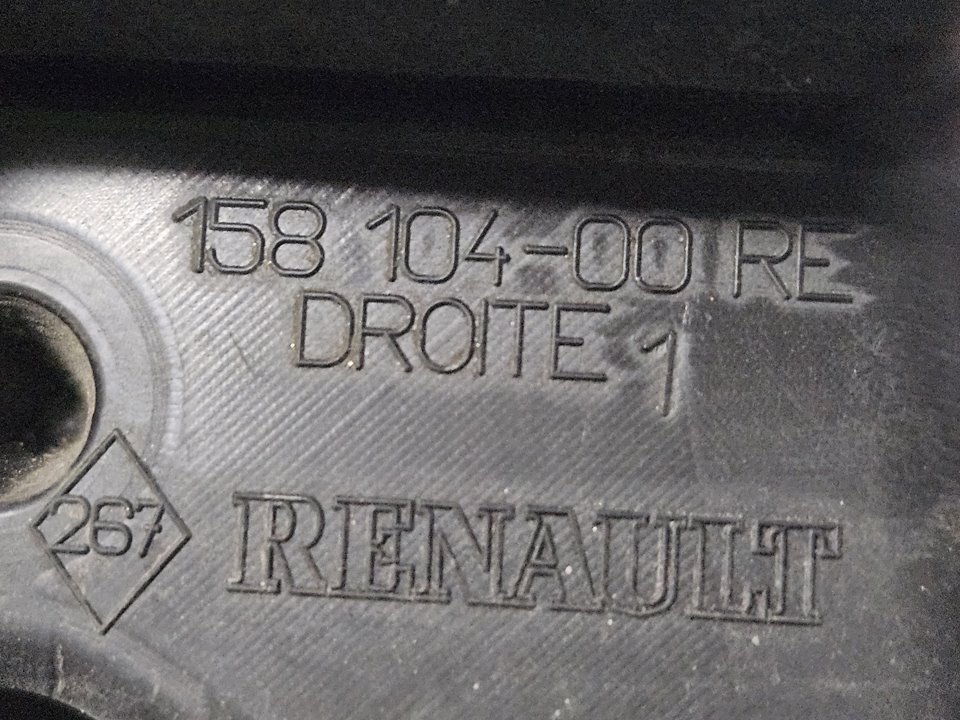 158 104-00 RE
DROITE 1
267
RENAULT